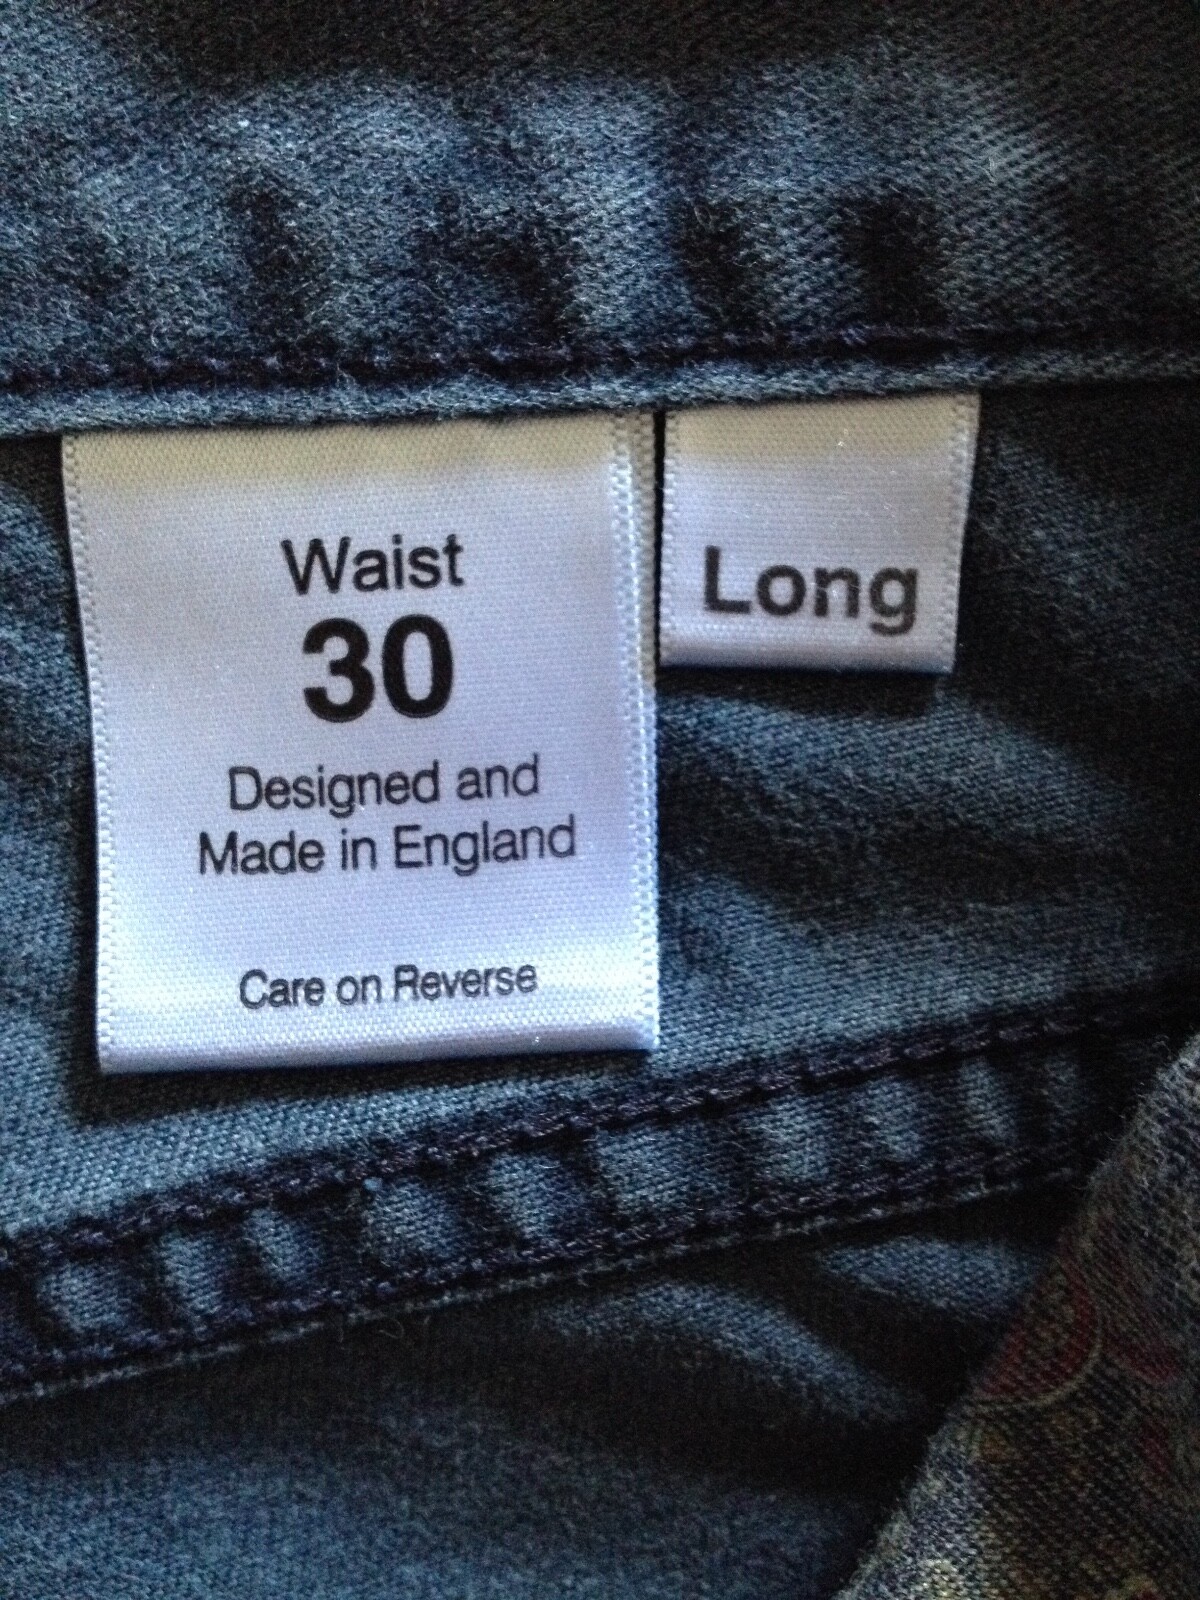 Waist
30
Designed and
Made in England
Care on Reverse
Long